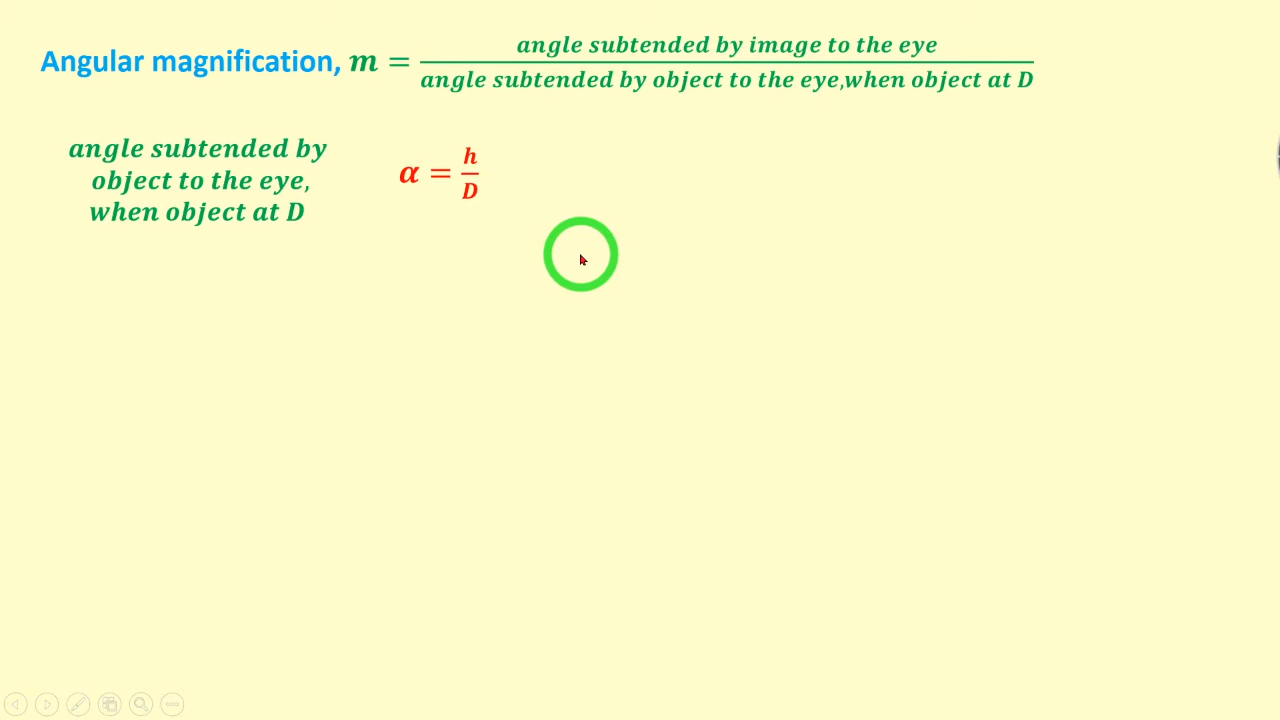 Angular magnification, m = angle subtended by image to the eye / angle subtended by object to the eye,when object at D
angle subtended by
object to the eye,
when object at D
α = h/D